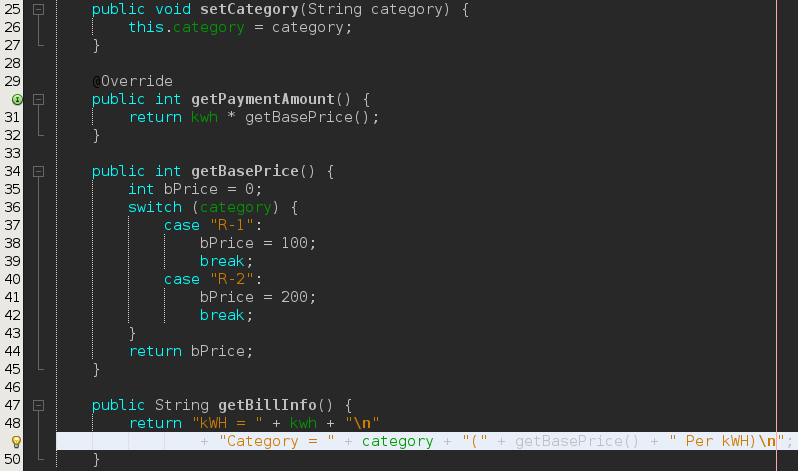 25 public void setCategory(String category) {
26 this.category = category;
27 }
28
29 @Override
public int getPaymentAmount() {
31 return kwh * getBasePrice();
32 }
33
34 public int getBasePrice() {
35 int bPrice = 0;
36 switch (category) {
37 case "R-1":
38 bPrice = 100;
39 break;
40 case "R-2":
41 bPrice = 200;
42 break;
43 }
44 return bPrice;
45 }
46
47 public String getBillInfo() {
48 return "kWH = " + kwh + "\n"
+ "Category = " + category + "(" + getBasePrice() + " Per kWH)\n";
50 }